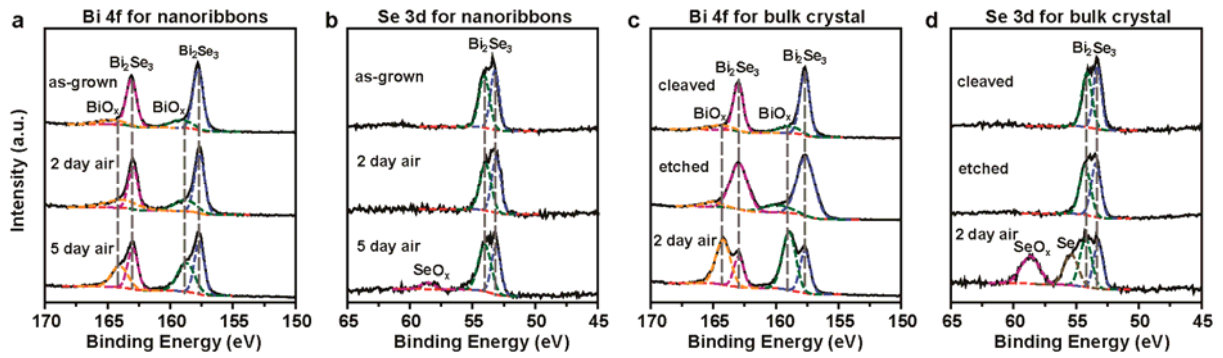 a Bi 4f for nanoribbons
Bi₂Se₃
Bi₂Se₃
as-grown
BiOₓ
BiOₓ
2 day air
5 day air
170 165 160 155 150
Binding Energy (eV)
Intensity (a.u.)
b Se 3d for nanoribbons
Bi₂Se₃
as-grown
2 day air
5 day air
SeOₓ
65 60 55 50 45
Binding Energy (eV)
c Bi 4f for bulk crystal
Bi₂Se₃
Bi₂Se₃
cleaved
BiOₓ
BiOₓ
etched
2 day air
170 165 160 155 150
Binding Energy (eV)
d Se 3d for bulk crystal
Bi₂Se₃
cleaved
etched
2 day air
SeOₓ
Se
65 60 55 50 45
Binding Energy (eV)